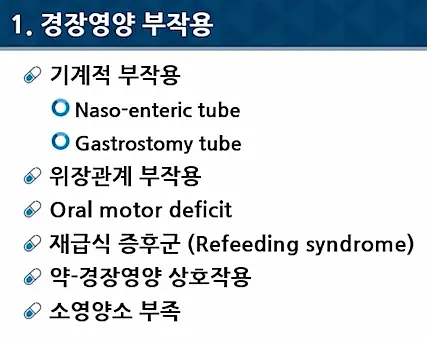 1. 경장영양 부작용
기계적 부작용
Naso-enteric tube
Gastrostomy tube
위장관계 부작용
Oral motor deficit
재급식 증후군 (Refeeding syndrome)
약-경장영양 상호작용
소영양소 부족